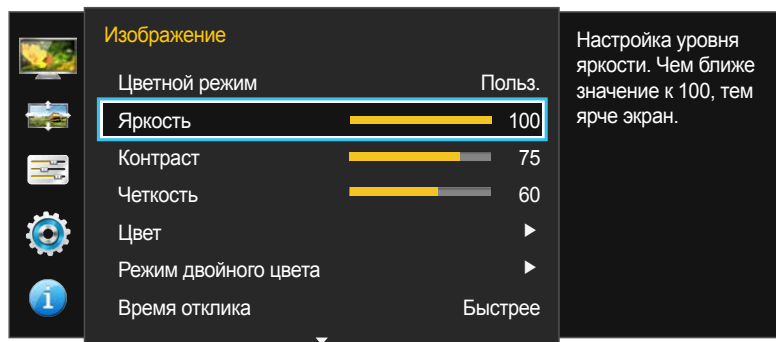 Изображение
Цветной режим Польз.
Яркость 100
Контраст 75
Четкость 60
Цвет
Режим двойного цвета
Время отклика Быстрее
Настройка уровня
яркости. Чем ближе
значение к 100, тем
ярче экран.